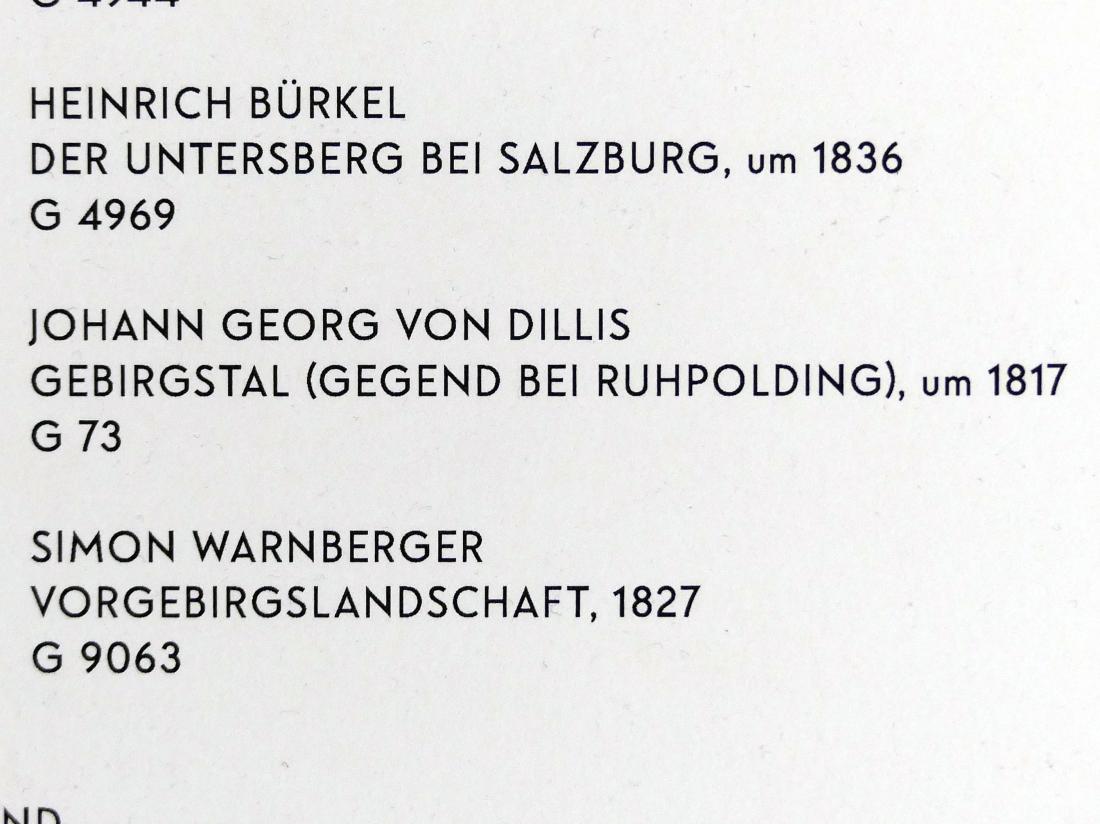 HEINRICH BÜRKEL
DER UNTERSBERG BEI SALZBURG, um 1836
G 4969
JOHANN GEORG VON DILLIS
GEBIRGSTAL (GEGEND BEI RUHPOLDING), um 1817
G 73
SIMON WARNBERGER
VORGEBIRGSLANDSCHAFT, 1827
G 9063